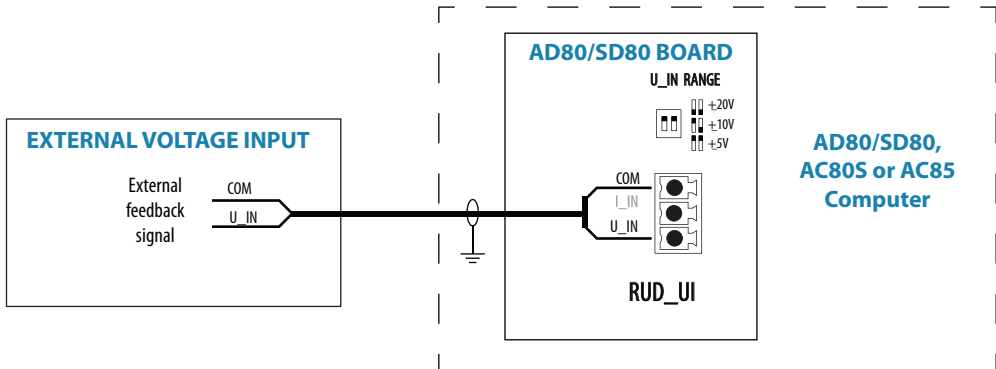 EXTERNAL VOLTAGE INPUT
External
feedback
signal
COM
U_IN
AD80/SD80 BOARD
U_IN RANGE
±20V
±10V
±5V
COM
I_IN
U_IN
RUD_UI
AD80/SD80,
AC80S or AC85
Computer